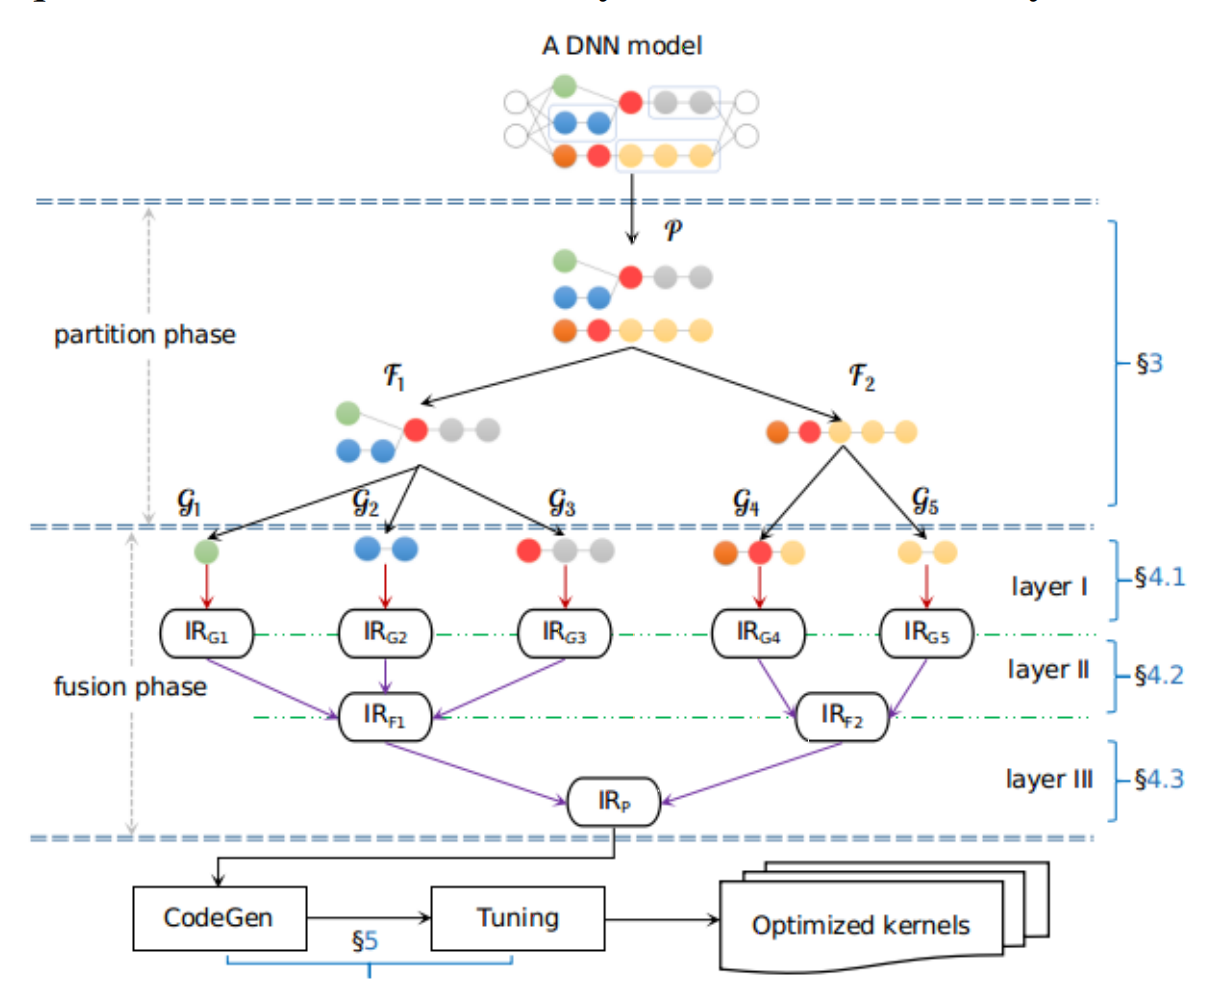 A DNN model
𝒫
partition phase
§3
ℱ1
ℱ2
𝒢1
𝒢2
𝒢3
𝒢4
𝒢5
layer I
§4.1
IRG1
IRG2
IRG3
IRG4
IRG5
layer II
§4.2
fusion phase
IRF1
IRF2
layer III
§4.3
IRP
CodeGen
§5
Tuning
Optimized kernels